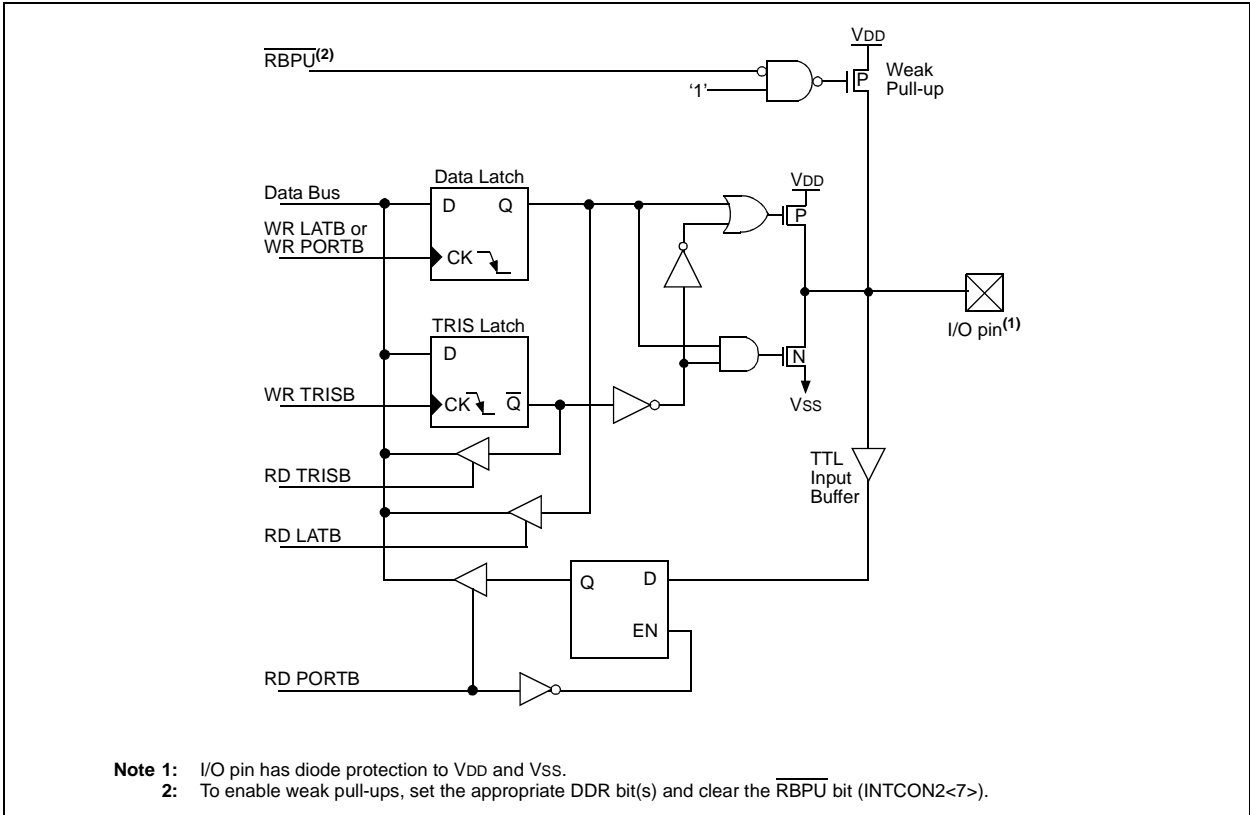 VDD
RBPU(2)
Weak
Pull-up
P
'1'
Data Latch
Data Bus
D Q
VDD
WR LATB or
WR PORTB
CK
P
I/O pin(1)
TRIS Latch
D
N
WR TRISB
CK Q
VSS
TTL
Input
Buffer
RD TRISB
RD LATB
Q D
EN
RD PORTB
Note 1: I/O pin has diode protection to VDD and VSS.
2: To enable weak pull-ups, set the appropriate DDR bit(s) and clear the RBPU bit (INTCON2<7>).